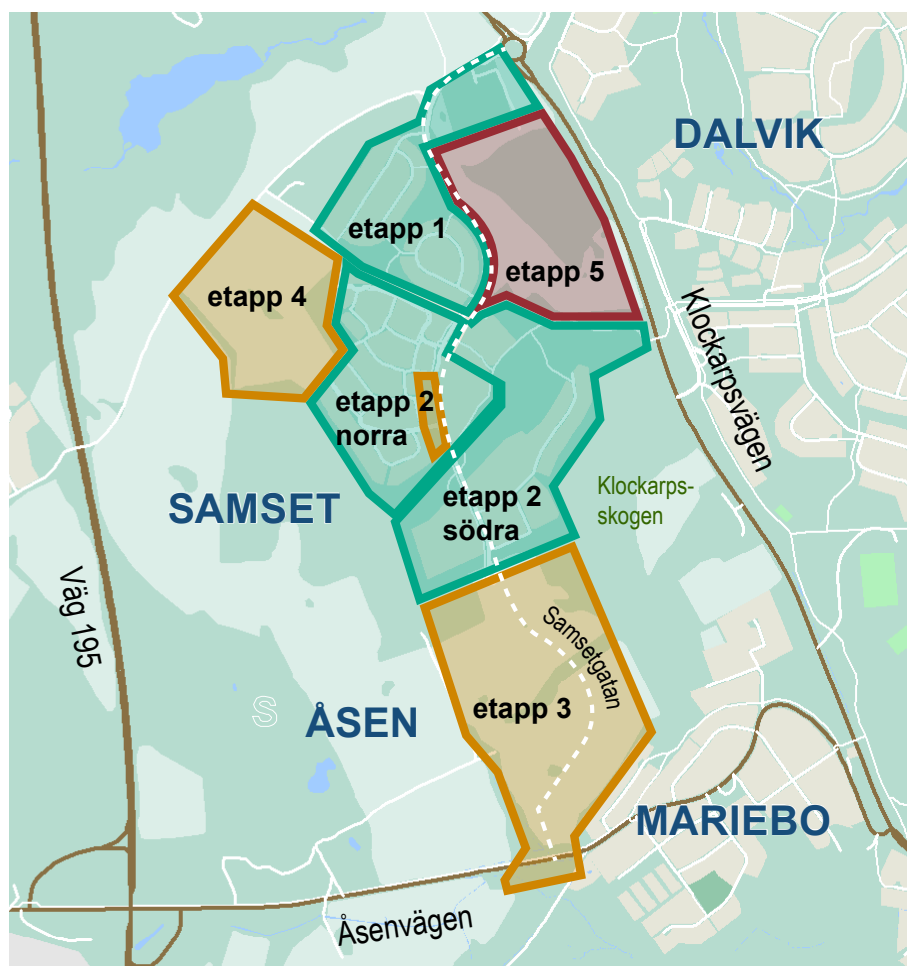 DALVIK
etapp 1
etapp 5
etapp 4
Klockarpsvägen
etapp 2
norra
Klockarps-
skogen
SAMSET
etapp 2
södra
Väg 195
Samsetgatan
S
ÅSEN
etapp 3
MARIEBO
Åsenvägen